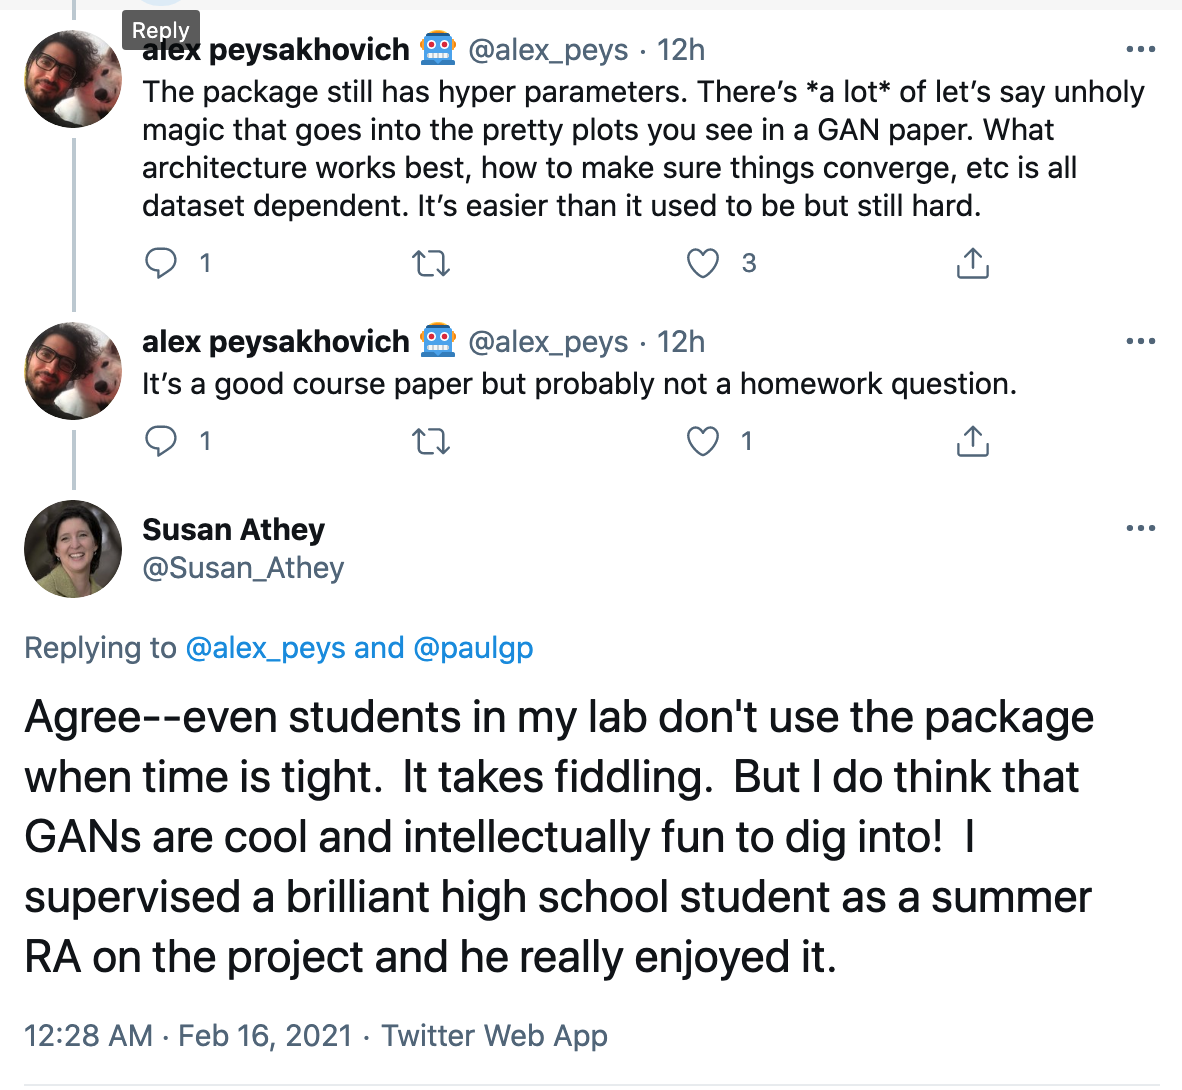 Reply
alex peysakhovich @alex_peys · 12h
The package still has hyper parameters. There’s *a lot* of let’s say unholy
magic that goes into the pretty plots you see in a GAN paper. What
architecture works best, how to make sure things converge, etc is all
dataset dependent. It’s easier than it used to be but still hard.
1 3
alex peysakhovich @alex_peys · 12h
It’s a good course paper but probably not a homework question.
1 1
Susan Athey
@Susan_Athey
Replying to @alex_peys and @paulgp
Agree--even students in my lab don't use the package
when time is tight.  It takes fiddling.  But I do think that
GANs are cool and intellectually fun to dig into!  I
supervised a brilliant high school student as a summer
RA on the project and he really enjoyed it.
12:28 AM · Feb 16, 2021 · Twitter Web App